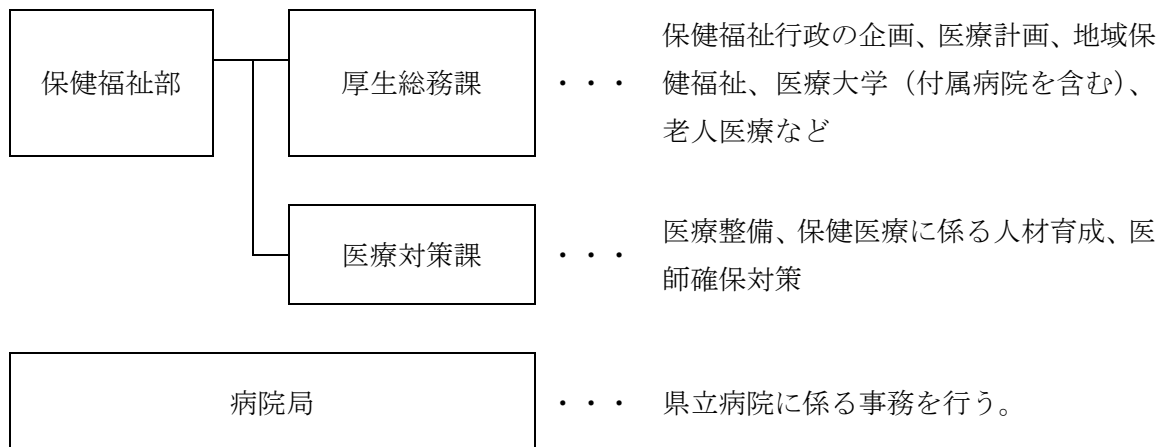 保健福祉部
厚生総務課
・・・
保健福祉行政の企画、医療計画、地域保
健福祉、医療大学（付属病院を含む）、
老人医療など
医療対策課
・・・
医療整備、保健医療に係る人材育成、医
師確保対策
病院局
・・・
県立病院に係る事務を行う。